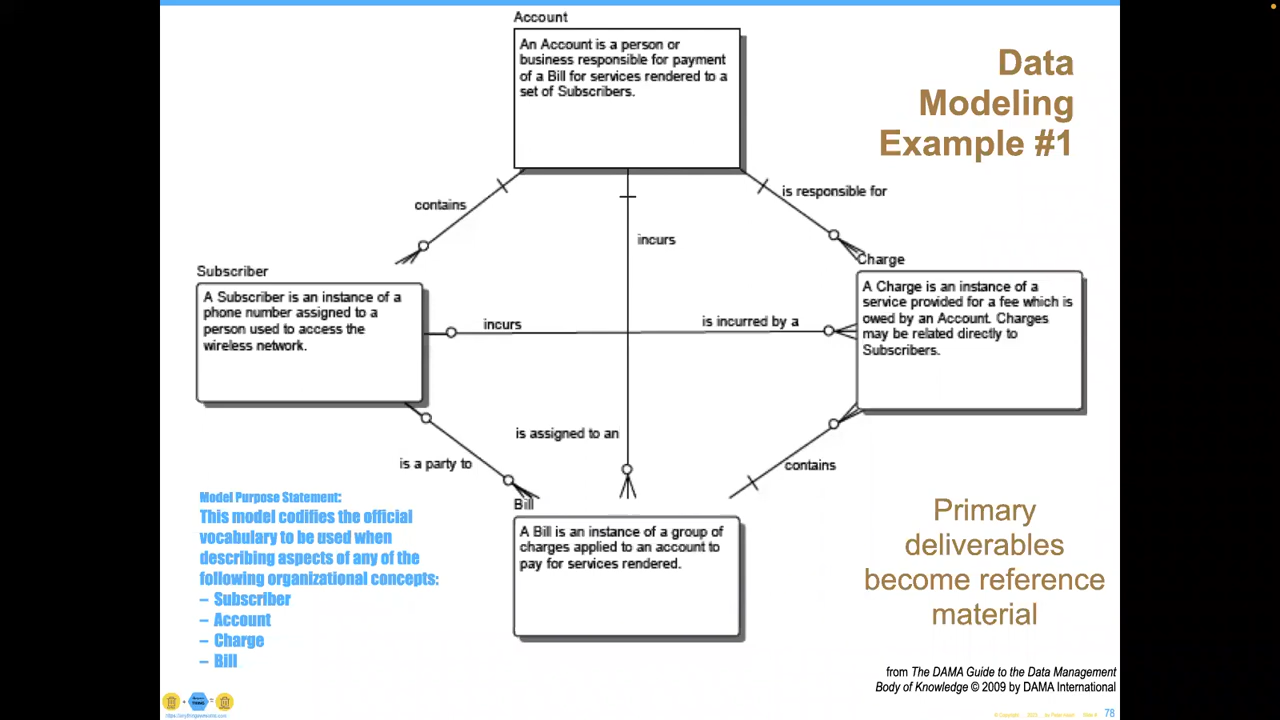 Account
An Account is a person or
business responsible for payment
of a Bill for services rendered to a
set of Subscribers.
Data
Modeling
Example #1
contains
is responsible for
incurs
Subscriber
A Subscriber is an instance of a
phone number assigned to a
person used to access the
wireless network.
incurs
is incurred by a
Charge
A Charge is an instance of a
service provided for a fee which is
owed by an Account. Charges
may be related directly to
Subscribers.
is assigned to an
is a party to
contains
Bill
A Bill is an instance of a group of
charges applied to an account to
pay for services rendered.
Model Purpose Statement:
This model codifies the official
vocabulary to be used when
describing aspects of any of the
following organizational concepts:
– Subscriber
– Account
– Charge
– Bill
Primary
deliverables
become reference
material
from The DAMA Guide to the Data Management
Body of Knowledge © 2009 by DAMA International
78